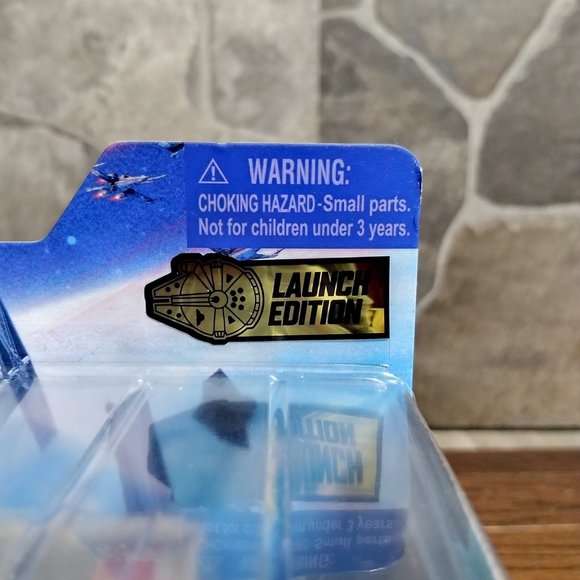 WARNING:
CHOKING HAZARD-Small parts.
Not for children under 3 years.
LAUNCH
EDITION